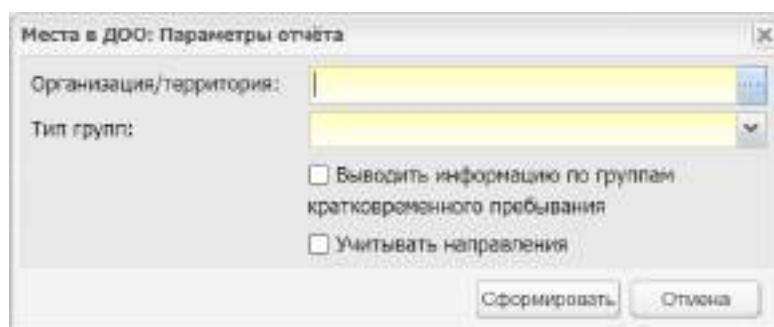 Места в ДОО: Параметры отчёта
Организация/территория:
Тип групп:
Выводить информацию по группам
кратковременного пребывания
Учитывать направления
Сформировать Отмена